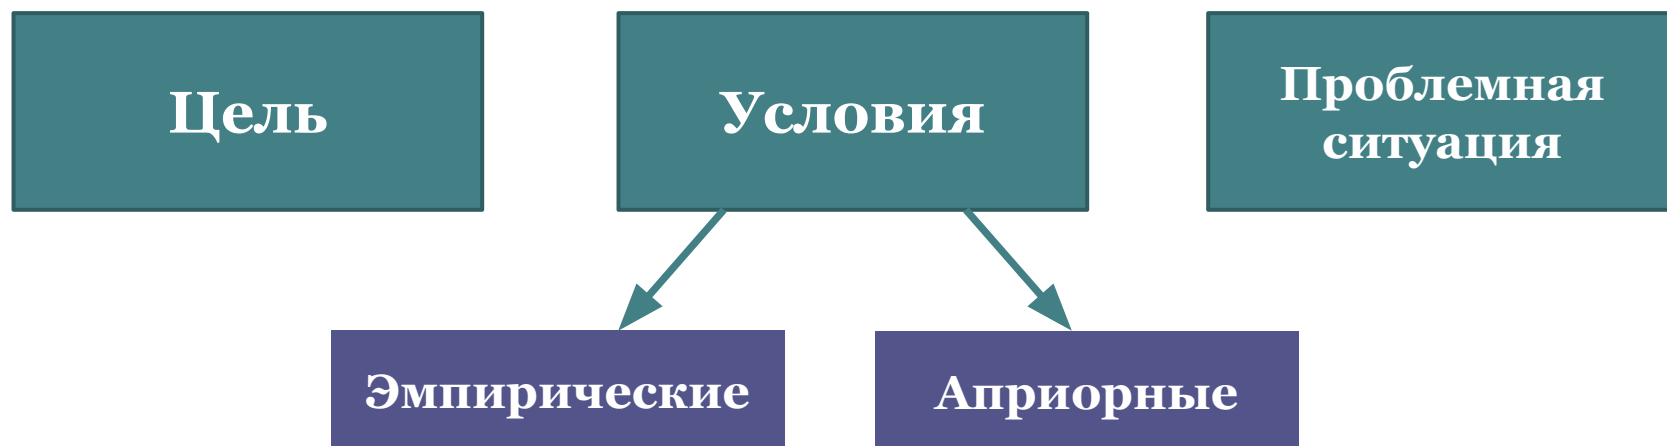 Цель
Условия
Проблемная
ситуация
Эмпирические
Априорные